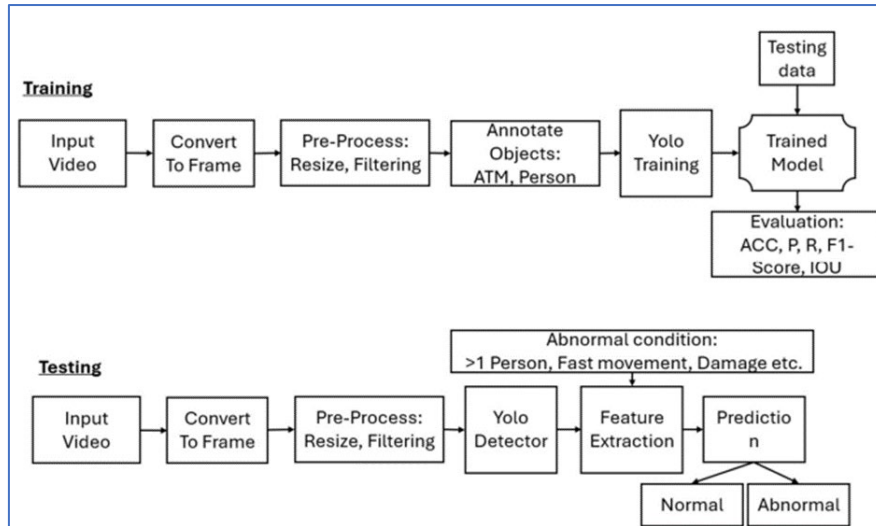 Testing
data
Training
Input
Video
Convert
To Frame
Pre-Process:
Resize, Filtering
Annotate
Objects:
ATM, Person
Yolo
Training
Trained
Model
Evaluation:
ACC, P, R, F1-
Score, IOU
Abnormal condition:
>1 Person, Fast movement, Damage etc.
Testing
Input
Video
Convert
To Frame
Pre-Process:
Resize, Filtering
Yolo
Detector
Feature
Extraction
Predictio
n
Normal
Abnormal